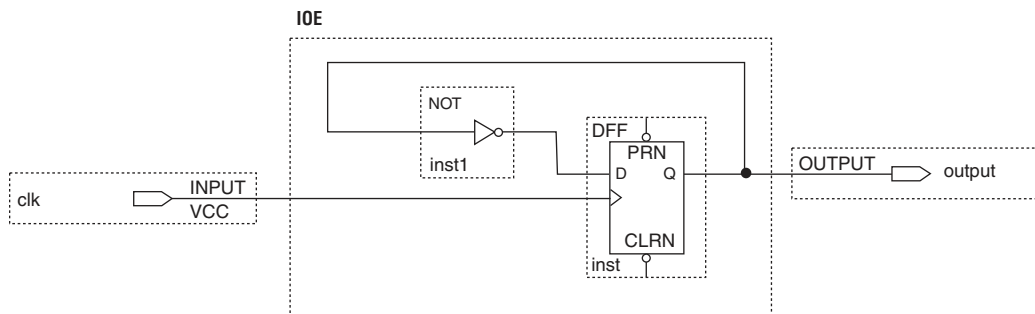 IOE
NOT
inst1
DFF
PRN
D
Q
CLRN
inst
clk
INPUT
VCC
OUTPUT
output